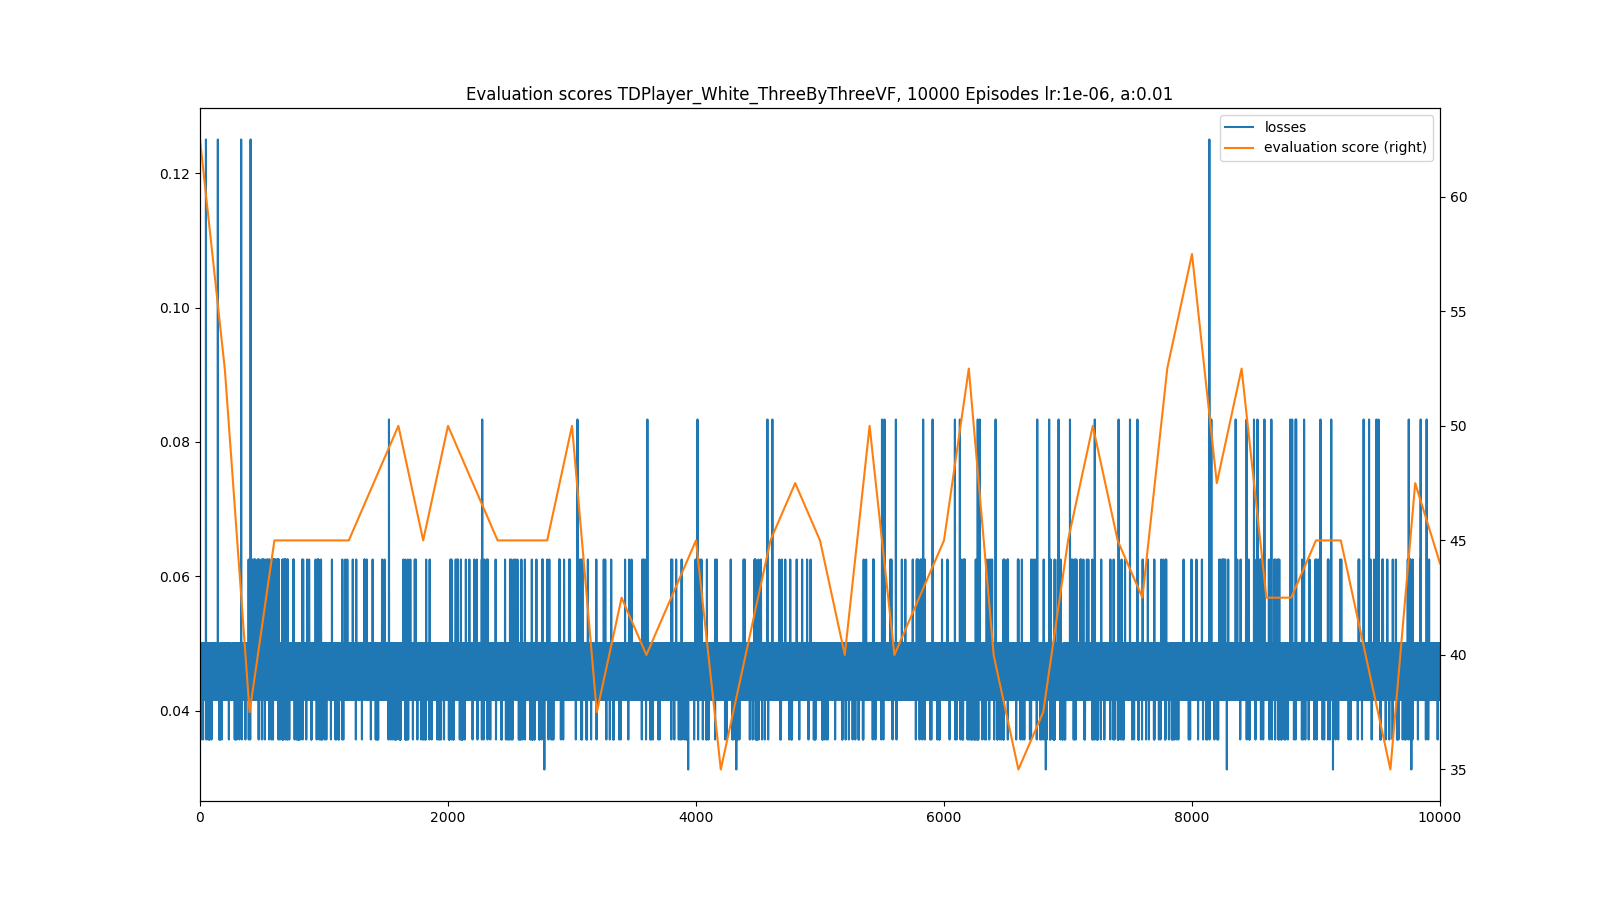 Evaluation scores TDPlayer_White_ThreeByThreeVF, 10000 Episodes lr:1e-06, a:0.01
losses
evaluation score (right)
0.12
0.10
0.08
0.06
0.04
60
55
50
45
40
35
0 2000 4000 6000 8000 10000